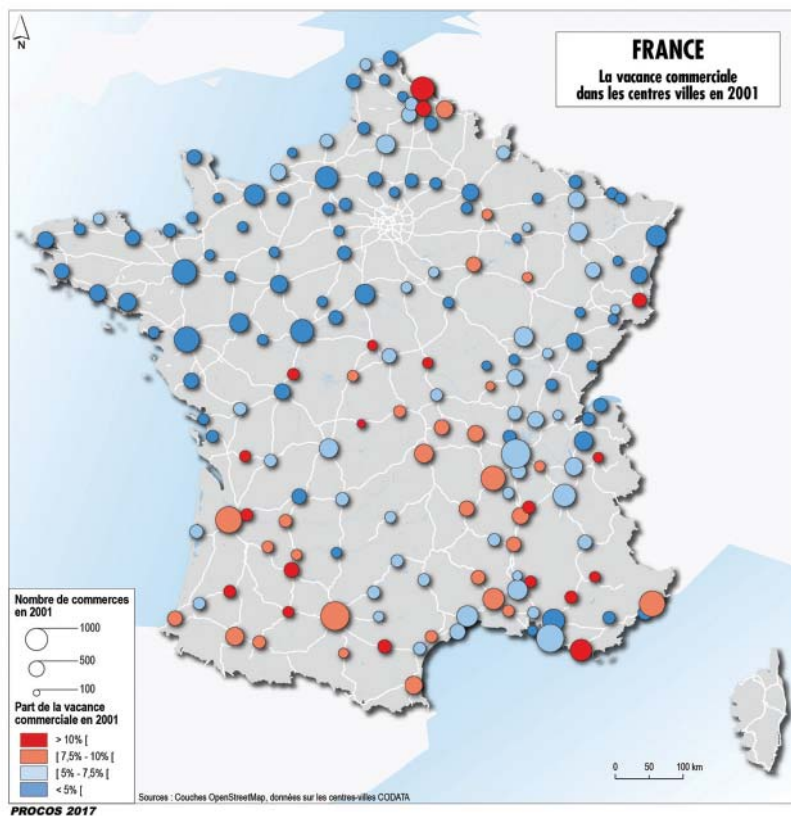 N
FRANCE
La vacance commerciale
dans les centres villes en 2001
Nombre de commerces
en 2001
1000
500
100
Part de la vacance
commerciale en 2001
> 10% [
[ 7,5% - 10% [
[ 5% - 7,5% [
< 5% [
0 50 100 km
Sources : Couches OpenStreetMap, données sur les centres-villes CODATA
PROCOS 2017